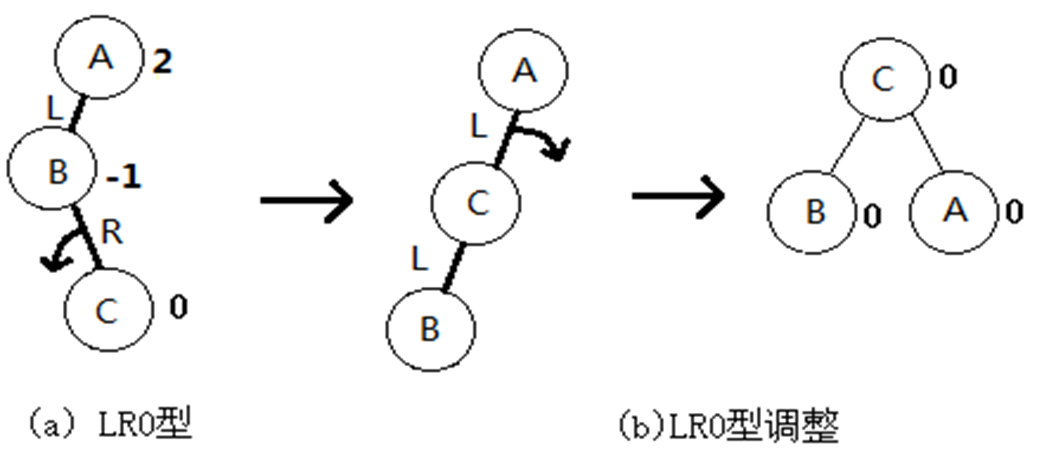 A 2
L
B -1
R
C 0
A
L
C
L
B
C 0
B 0
A 0
(a) LR0型
(b)LR0型调整